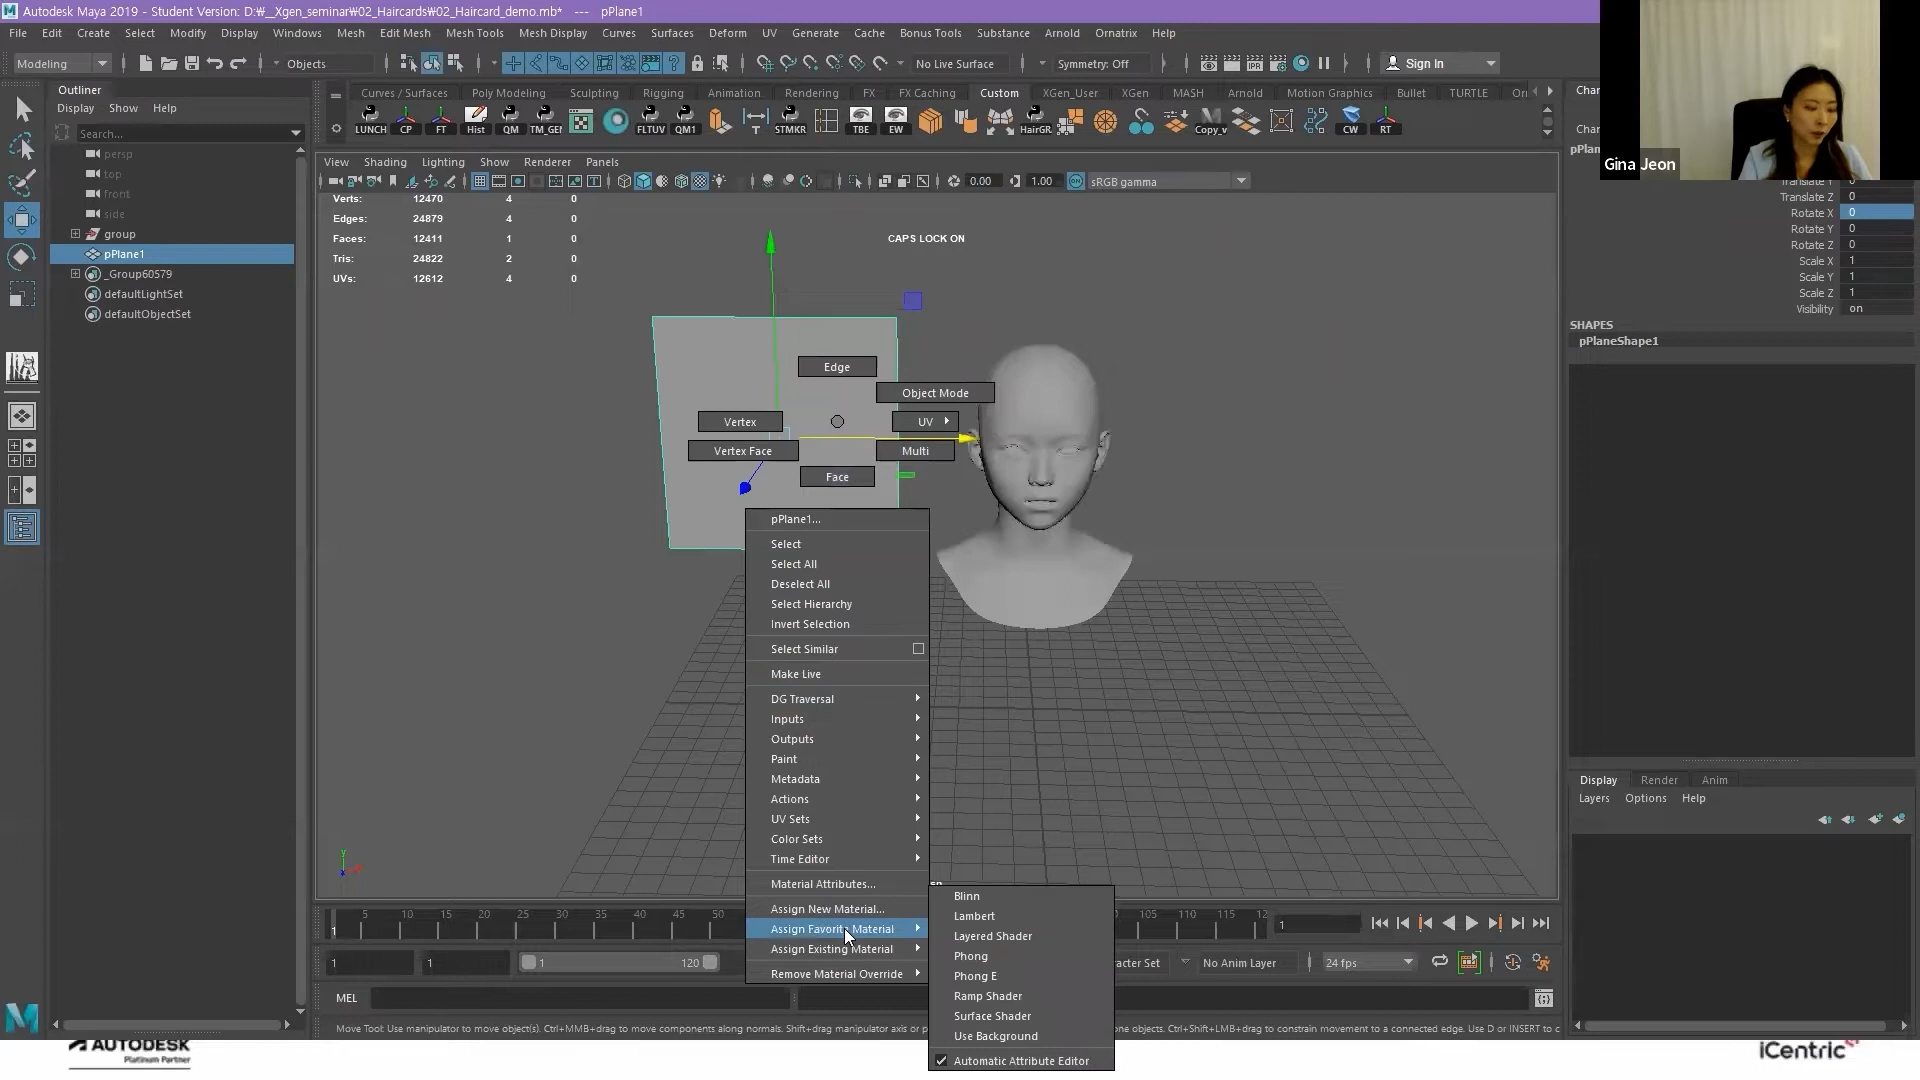 Autodesk Maya 2019 - Student Version: D:\__Xgen_seminar\02_Haircards\02_Haircard_demo.mb* --- pPlane1
File Edit Create Select Modify Display Windows Mesh Edit Mesh Mesh Tools Mesh Display Curves Surfaces Deform UV Generate Cache Bonus Tools Substance Arnold Ornatrix Help
Modeling Objects No Live Surface Symmetry: Off Sign In
Outliner
Display Show Help
Search...
persp
top
front
side
group
pPlane1
_Group60579
defaultLightSet
defaultObjectSet
Curves / Surfaces Poly Modeling Sculpting Rigging Animation Rendering FX FX Caching Custom XGen_User XGen MASH Arnold Motion Graphics Bullet TURTLE
LUNCH CP FT Hist QM TM_GEI FLTUV QM1 STMKR TBE EW HairGR Copy_v CW RT
View Shading Lighting Show Renderer Panels
0.00 1.00 sRGB gamma
Verts: 12470 4 0
Edges: 24879 4 0
Faces: 12411 1 0
Tris: 24822 2 0
UVs: 12612 4 0
CAPS LOCK ON
Edge
Object Mode
Vertex
UV
Vertex Face
Multi
Face
pPlane1...
Select
Select All
Deselect All
Select Hierarchy
Invert Selection
Select Similar
Make Live
DG Traversal
Inputs
Outputs
Paint
Metadata
Actions
UV Sets
Color Sets
Time Editor
Material Attributes...
Assign New Material...
Assign Favorite Material
Assign Existing Material
Remove Material Override
Blinn
Lambert
Layered Shader
Phong
Phong E
Ramp Shader
Surface Shader
Use Background
Automatic Attribute Editor
Gina Jeon
Translate Z 0
Rotate X 0
Rotate Y 0
Rotate Z 0
Scale X 1
Scale Y 1
Scale Z 1
Visibility on
SHAPES
pPlaneShape1
Display Render Anim
Layers Options Help
5 10 15 20 25 30 35 40 45 50 105 110 115
1
1
1 1 1 120 No Anim Layer 24 fps
MEL
Move Tool: Use manipulator to move object(s). Ctrl+MMB+drag to move components along normals. Shift+drag manipulator axis or
Ctrl+Shift+LMB+drag to constrain movement to a connected edge. Use D or INSERT to c
AUTODESK
Platinum Partner
iCentric